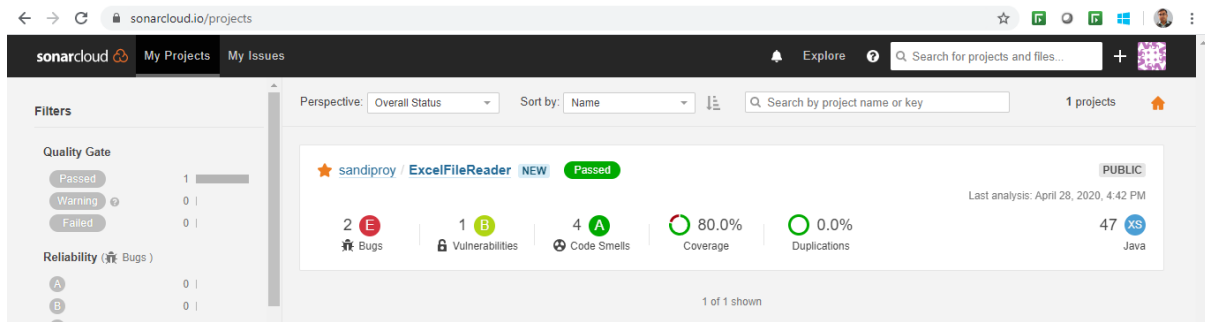 sonarcloud.io/projects
sonarcloud My Projects My Issues Explore Search for projects and files...
Filters
Perspective: Overall Status Sort by: Name Search by project name or key 1 projects
Quality Gate
Passed 1
Warning 0
Failed 0
Reliability ( Bugs )
A 0
B 0
sandiproy / ExcelFileReader NEW Passed PUBLIC
Last analysis: April 28, 2020, 4:42 PM
2 E 1 B 4 A 80.0% 0.0% 47 XS
Bugs Vulnerabilities Code Smells Coverage Duplications Java
1 of 1 shown